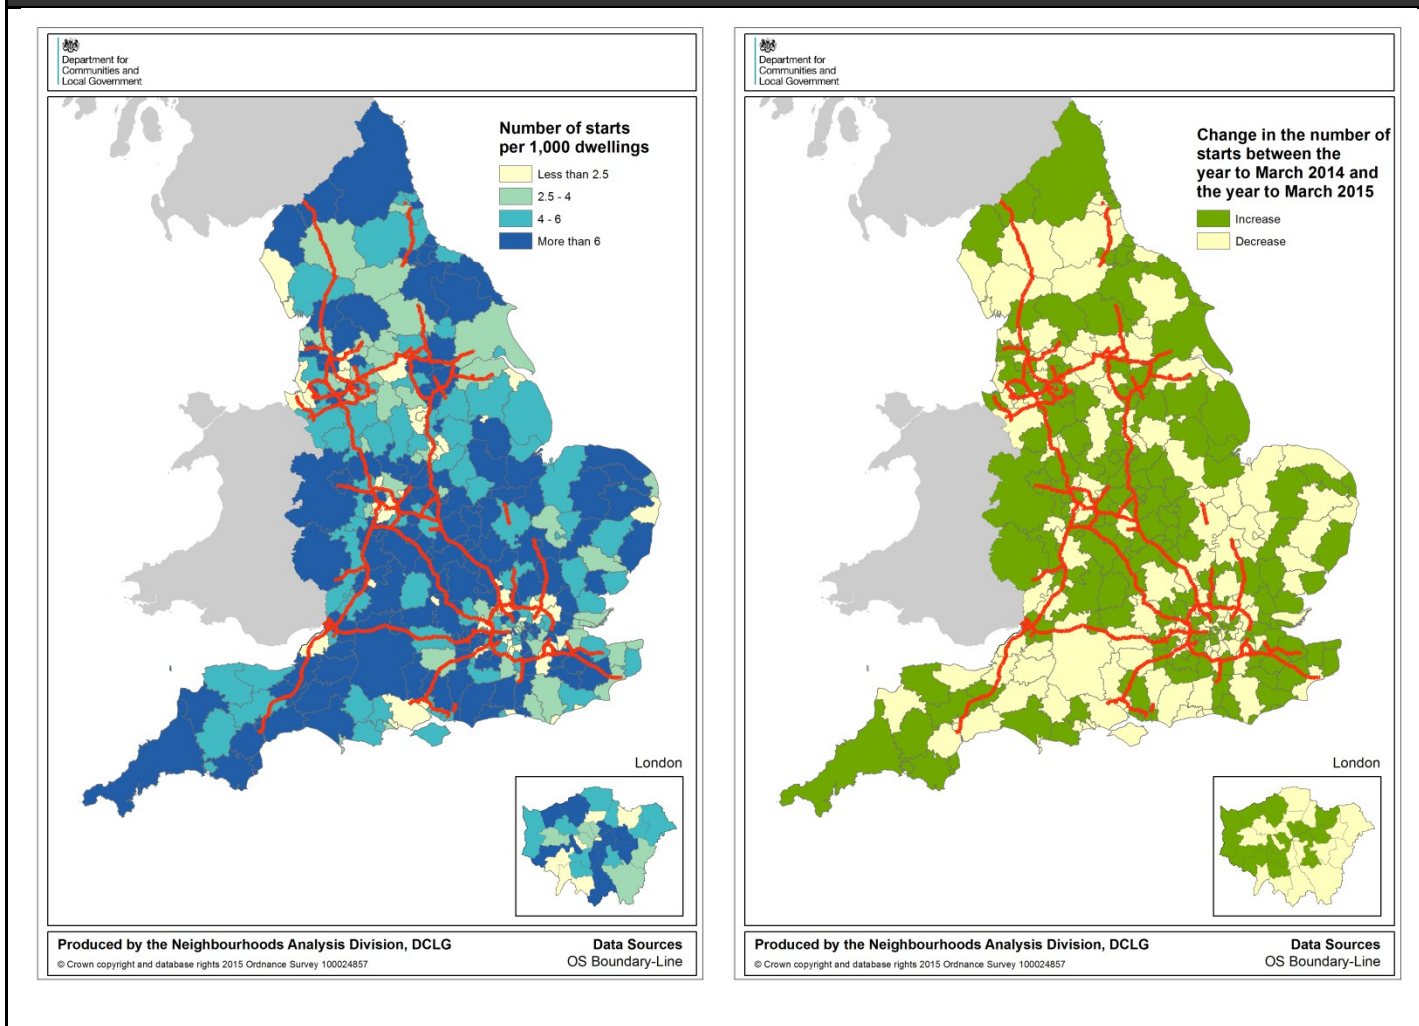 Department for
Communities and
Local Government
Number of starts
per 1,000 dwellings
Less than 2.5
2.5 - 4
4 - 6
More than 6
London
Produced by the Neighbourhoods Analysis Division, DCLG
© Crown copyright and database rights 2015 Ordnance Survey 100024857
Data Sources
OS Boundary-Line
Department for
Communities and
Local Government
Change in the number of
starts between the
year to March 2014 and
the year to March 2015
Increase
Decrease
London
Produced by the Neighbourhoods Analysis Division, DCLG
© Crown copyright and database rights 2015 Ordnance Survey 100024857
Data Sources
OS Boundary-Line